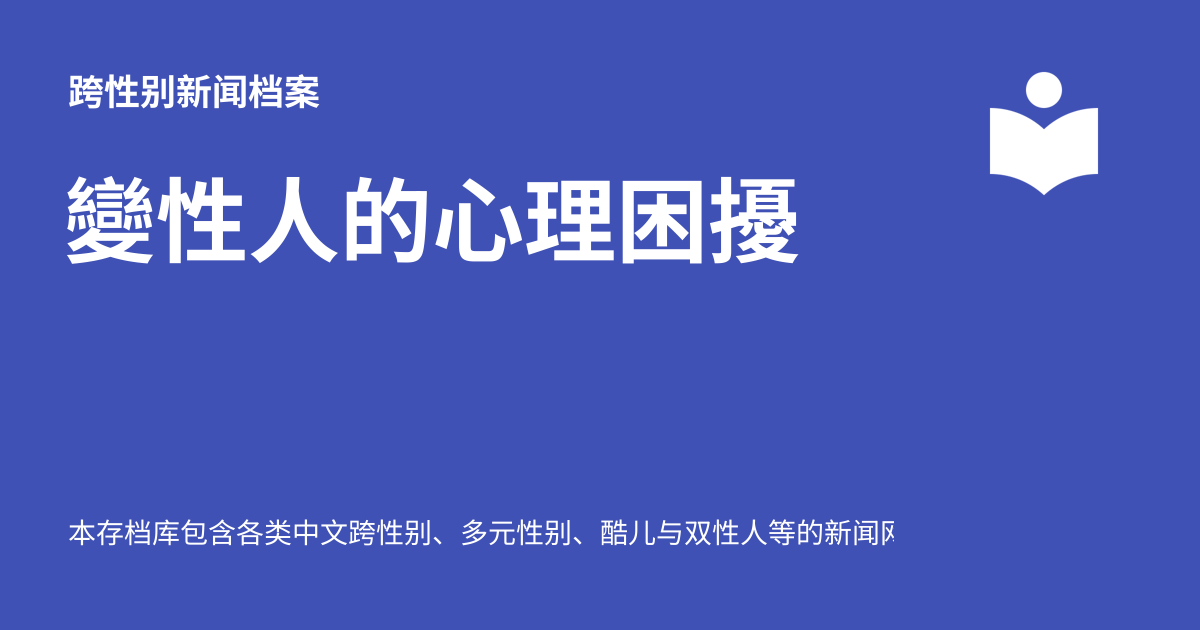 跨性别新闻档案
變性人的心理困擾
本存档库包含各类中文跨性别、多元性别、酷儿与双性人等的新闻